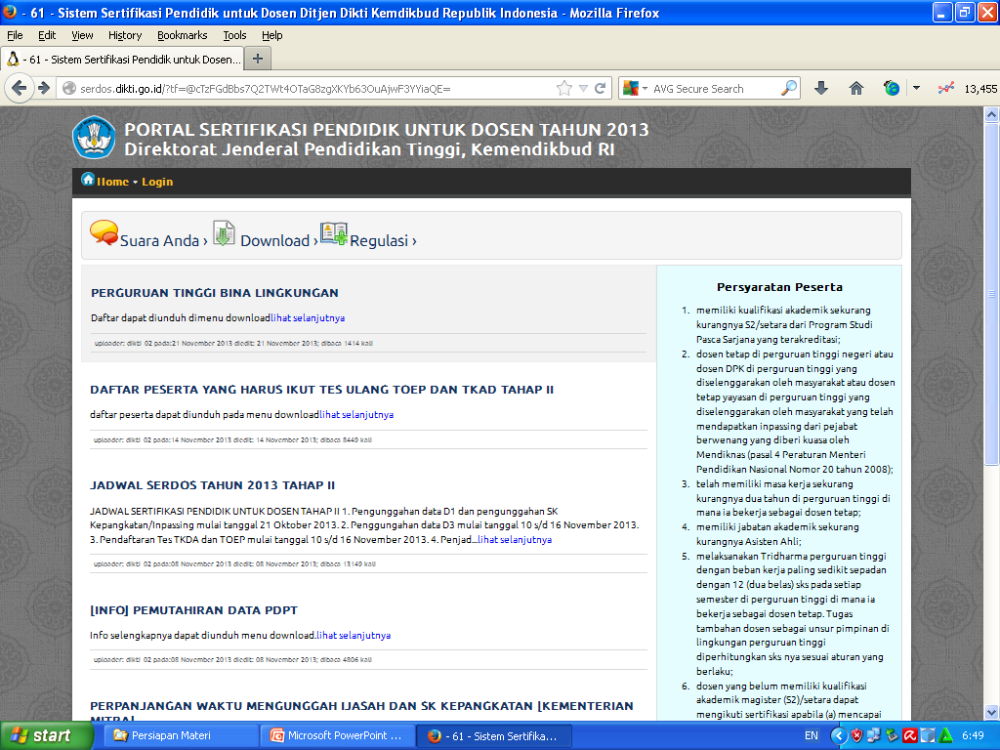 - 61 - Sistem Sertifikasi Pendidik untuk Dosen Ditjen Dikti Kemdikbud Republik Indonesia - Mozilla Firefox
File Edit View History Bookmarks Tools Help
- 61 - Sistem Sertifikasi Pendidik untuk Dosen...
serdos.dikti.go.id/?tf=@cTzFGdBbs7Q2TWt4OTaG8zgXKYb63OuAjwF3YYiaQE=
AVG Secure Search
13,455
PORTAL SERTIFIKASI PENDIDIK UNTUK DOSEN TAHUN 2013
Direktorat Jenderal Pendidikan Tinggi, Kemendikbud RI
Home • Login
Suara Anda › Download › Regulasi ›
PERGURUAN TINGGI BINA LINGKUNGAN
Daftar dapat diunduh dimenu downloadlihat selanjutnya
uploader: dikti 02 pada:21 November 2013 diedit: 21 November 2013; dibaca 1414 kali
DAFTAR PESERTA YANG HARUS IKUT TES ULANG TOEP DAN TKAD TAHAP II
daftar peserta dapat diunduh pada menu downloadlihat selanjutnya
uploader: dikti 02 pada:14 November 2013 diedit: 14 November 2013; dibaca 8449 kali
JADWAL SERDOS TAHUN 2013 TAHAP II
JADWAL SERTIFIKASI PENDIDIK UNTUK DOSEN TAHAP II 1. Pengunggahan data D1 dan pengunggahan SK
Kepangkatan/Inpassing mulai tanggal 21 Oktober 2013. 2. Penggungahan data D3 mulai tanggal 10 s/d 16 November 2013.
3. Pendaftaran Tes TKDA dan TOEP mulai tanggal 10 s/d 16 November 2013. 4. Penjad...lihat selanjutnya
uploader: dikti 02 pada:08 November 2013 diedit: 08 November 2013; dibaca 13149 kali
[INFO] PEMUTAHIRAN DATA PDPT
Info selengkapnya dapat diunduh menu download.lihat selanjutnya
uploader: dikti 02 pada:08 November 2013 diedit: 08 November 2013; dibaca 4806 kali
PERPANJANGAN WAKTU MENGUNGGAH IJASAH DAN SK KEPANGKATAN [KEMENTERIAN
MITRA]
Persyaratan Peserta
1. memiliki kualifikasi akademik sekurang
kurangnya S2/setara dari Program Studi
Pasca Sarjana yang terakreditasi;
2. dosen tetap di perguruan tinggi negeri atau
dosen DPK di perguruan tinggi yang
diselenggarakan oleh masyarakat atau dosen
tetap yayasan di perguruan tinggi yang
diselenggarakan oleh masyarakat yang telah
mendapatkan inpassing dari pejabat
berwenang yang diberi kuasa oleh
Mendiknas (pasal 4 Peraturan Menteri
Pendidikan Nasional Nomor 20 tahun 2008);
3. telah memiliki masa kerja sekurang
kurangnya dua tahun di perguruan tinggi di
mana ia bekerja sebagai dosen tetap;
4. memiliki jabatan akademik sekurang
kurangnya Asisten Ahli;
5. melaksanakan Tridharma perguruan tinggi
dengan beban kerja paling sedikit sepadan
dengan 12 (dua belas) sks pada setiap
semester di perguruan tinggi di mana ia
bekerja sebagai dosen tetap. Tugas
tambahan dosen sebagai unsur pimpinan di
lingkungan perguruan tinggi
diperhitungkan sks nya sesuai aturan yang
berlaku;
6. dosen yang belum memiliki kualifikasi
akademik magister (S2)/setara dapat
mengikuti sertifikasi apabila (a) mencapai
start
Persiapan Materi
Microsoft PowerPoint ...
- 61 - Sistem Sertifika...
EN
6:49